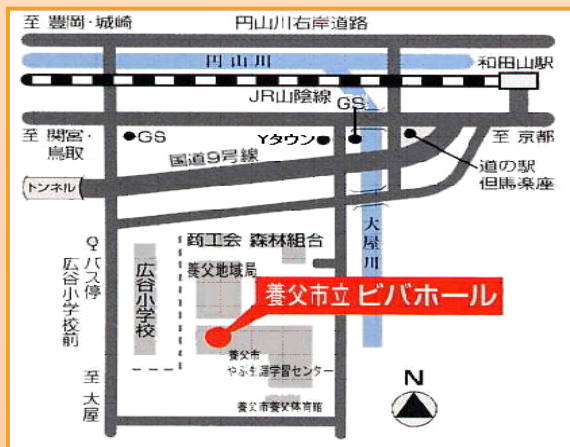 至 豊岡・城崎
円山川右岸道路
円山川
和田山駅
JR山陰線
GS
至 関宮・
鳥取
●GS
Yタウン●
至 京都
国道9号線
道の駅
但馬楽座
トンネル
大屋川
商工会 森林組合
バス停
広谷小学校前
広谷小学校
養父地域局
養父市立 ビバホール
養父市
やぶ生涯学習センター
至 大屋
養父市養父体育館
N